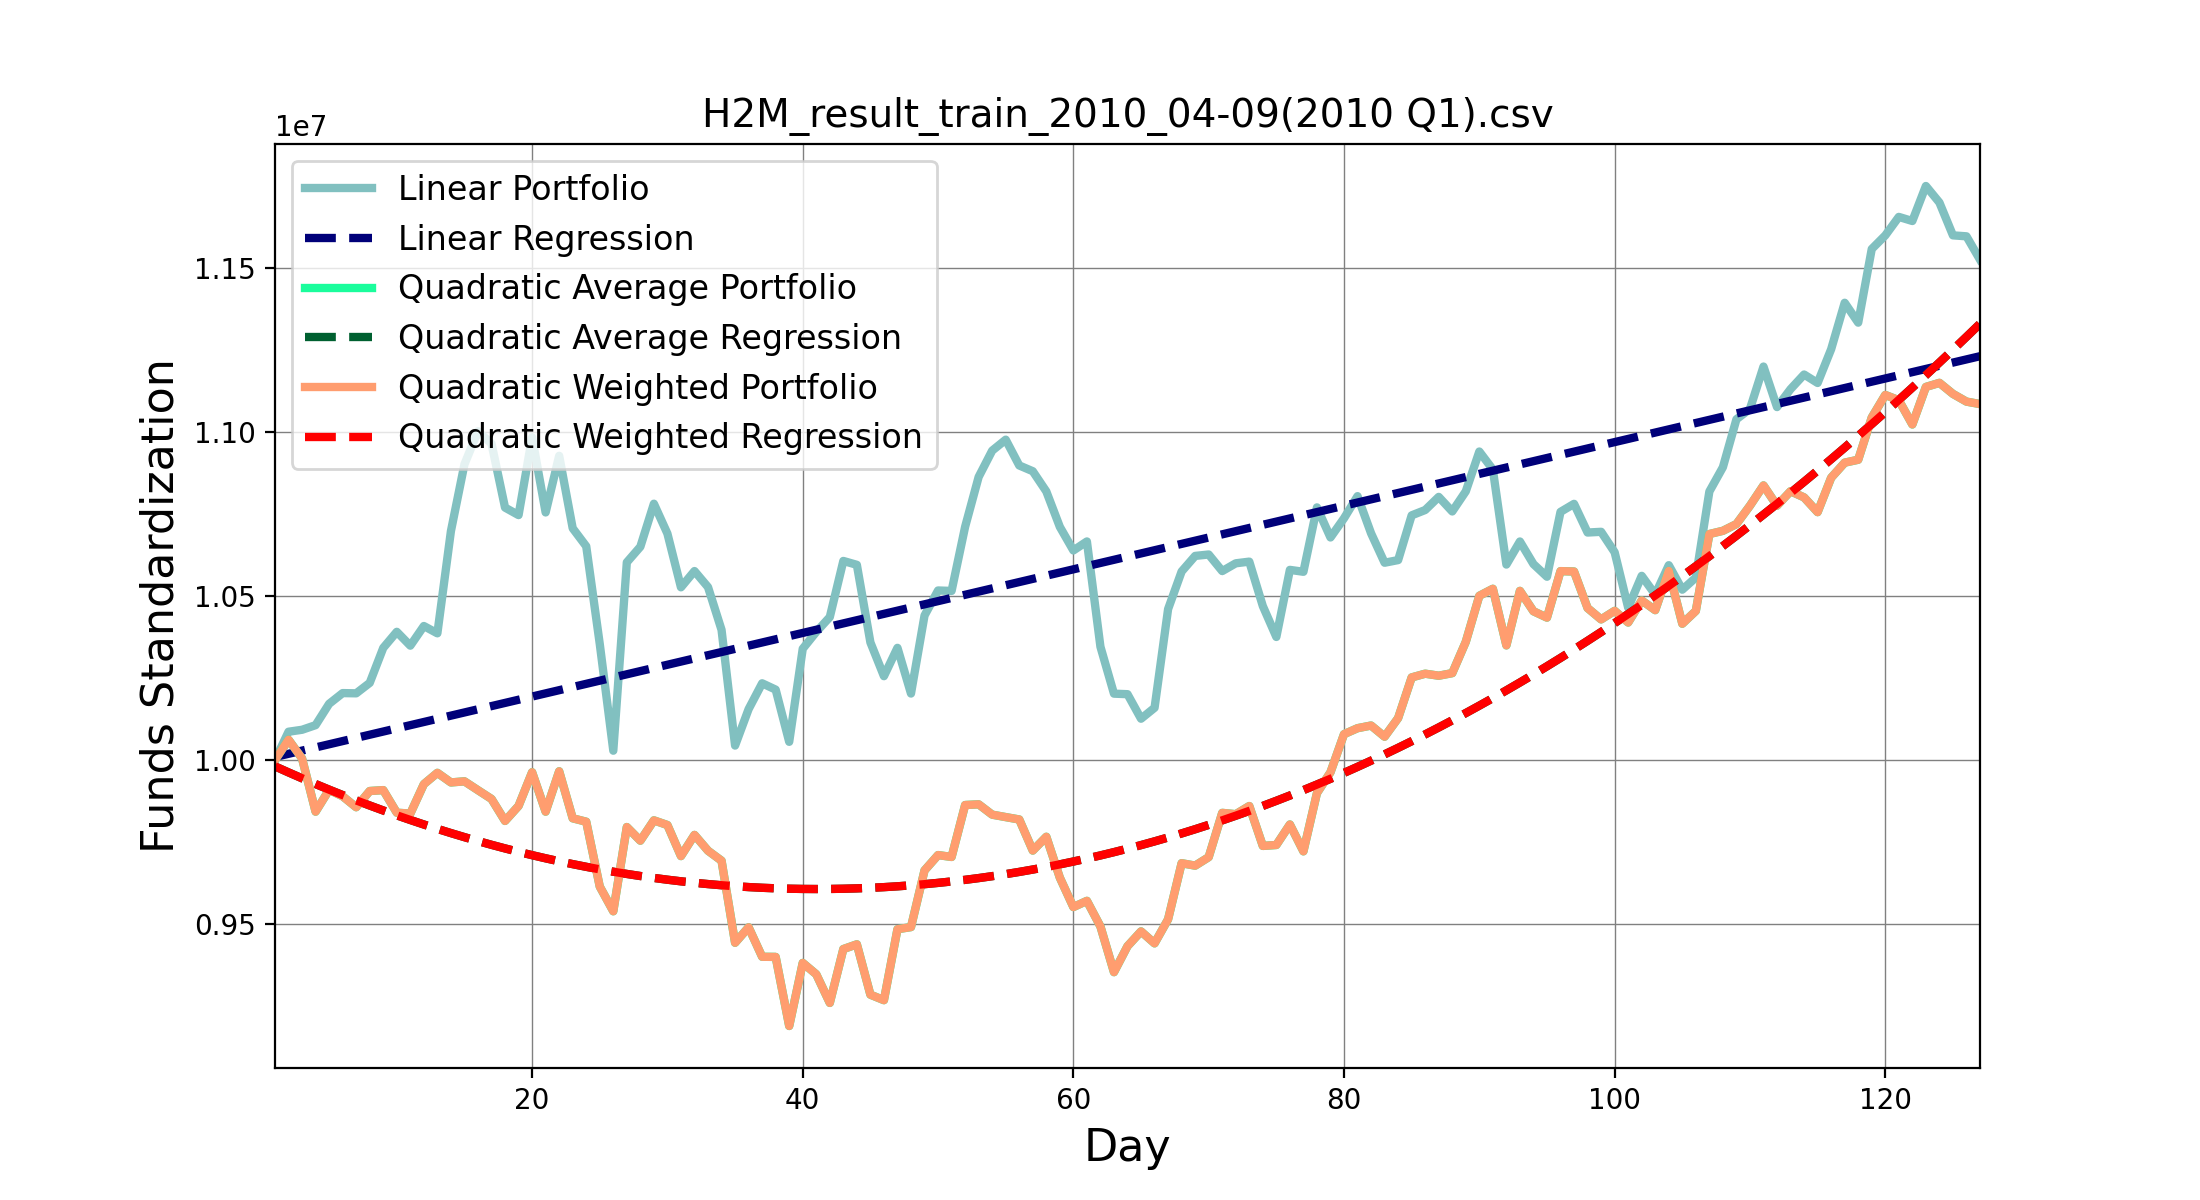 H2M_result_train_2010_04-09(2010 Q1).csv
1e7
Linear Portfolio
Linear Regression
Quadratic Average Portfolio
Quadratic Average Regression
Quadratic Weighted Portfolio
Quadratic Weighted Regression
Funds Standardization
1.15
1.10
1.05
1.00
0.95
20 40 60 80 100 120
Day